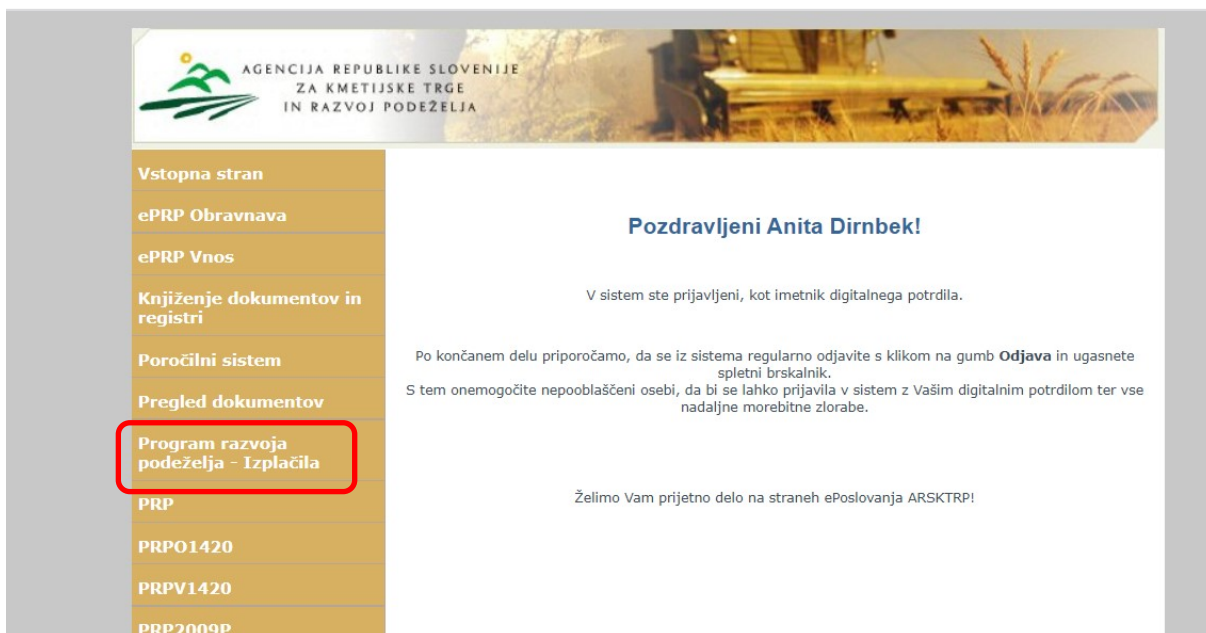 AGENCIJA REPUBLIKE SLOVENIJE
ZA KMETIJSKE TRGE
IN RAZVOJ PODEŽELJA
Vstopna stran
ePRP Obravnava
ePRP Vnos
Knjiženje dokumentov in
registri
Poročilni sistem
Pregled dokumentov
Program razvoja
podeželja - Izplačila
PRP
PRPO1420
PRPV1420
PRP2009P
Pozdravljeni Anita Dirnbek!
V sistem ste prijavljeni, kot imetnik digitalnega potrdila.
Po končanem delu priporočamo, da se iz sistema regularno odjavite s klikom na gumb Odjava in ugasnete
spletni brskalnik.
S tem onemogočite nepooblaščeni osebi, da bi se lahko prijavila v sistem z Vašim digitalnim potrdilom ter vse
nadaljne morebitne zlorabe.
Želimo Vam prijetno delo na straneh ePoslovanja ARSKTRP!